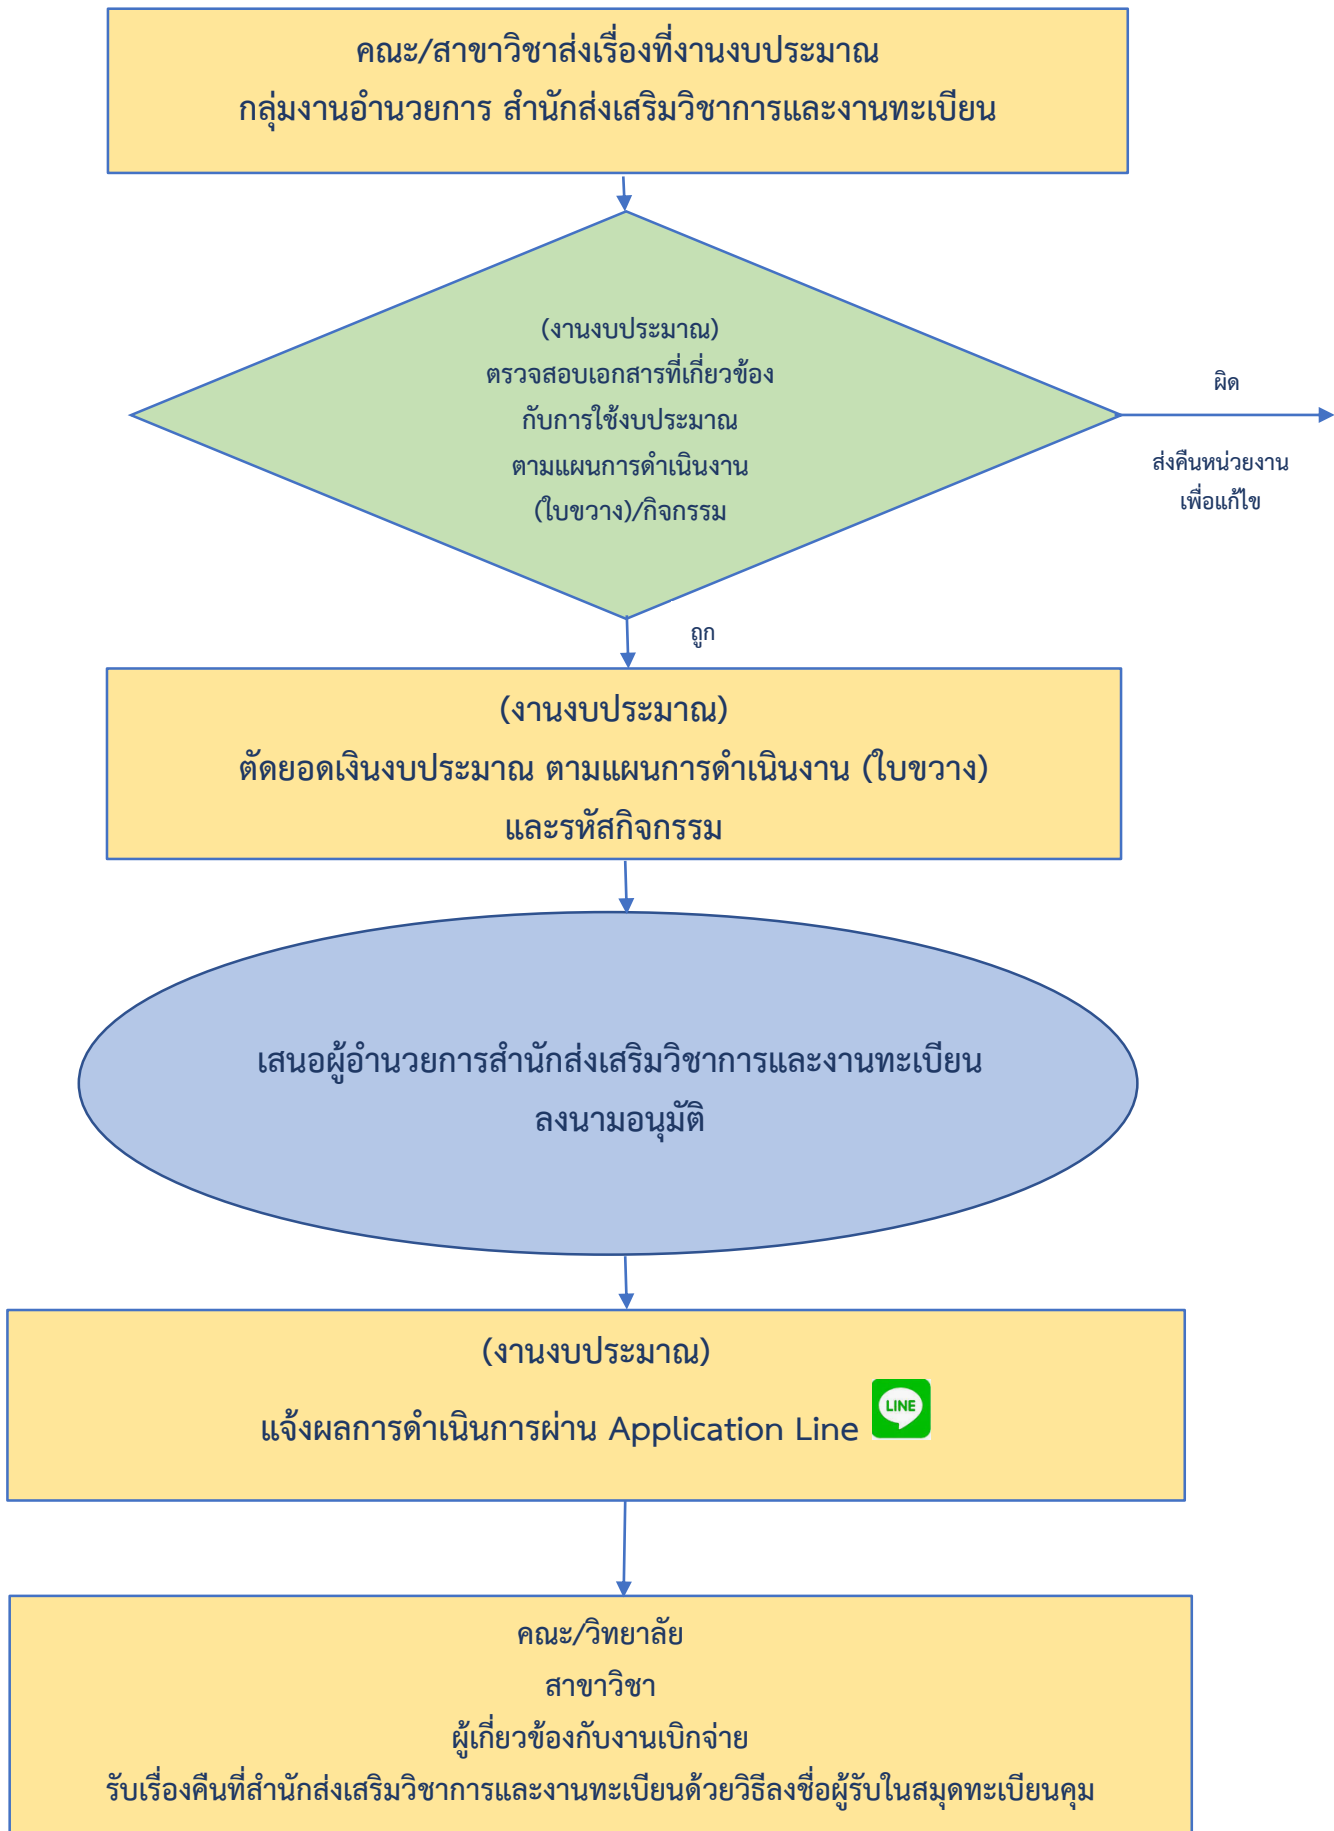 คณะ/สาขาวิชาส่งเรื่องที่งานงบประมาณ
กลุ่มงานอำนวยการ สำนักส่งเสริมวิชาการและงานทะเบียน
(งานงบประมาณ)
ตรวจสอบเอกสารที่เกี่ยวข้อง
กับการใช้งบประมาณ
ตามแผนการดำเนินงาน
(ใบขวาง)/กิจกรรม
ผิด
ส่งคืนหน่วยงาน
เพื่อแก้ไข
ถูก
(งานงบประมาณ)
ตัดยอดเงินงบประมาณ ตามแผนการดำเนินงาน (ใบขวาง)
และรหัสกิจกรรม
เสนอผู้อำนวยการสำนักส่งเสริมวิชาการและงานทะเบียน
ลงนามอนุมัติ
(งานงบประมาณ)
แจ้งผลการดำเนินการผ่าน Application Line
LINE
คณะ/วิทยาลัย
สาขาวิชา
ผู้เกี่ยวข้องกับงานเบิกจ่าย
รับเรื่องคืนที่สำนักส่งเสริมวิชาการและงานทะเบียนด้วยวิธีลงชื่อผู้รับในสมุดทะเบียนคุม